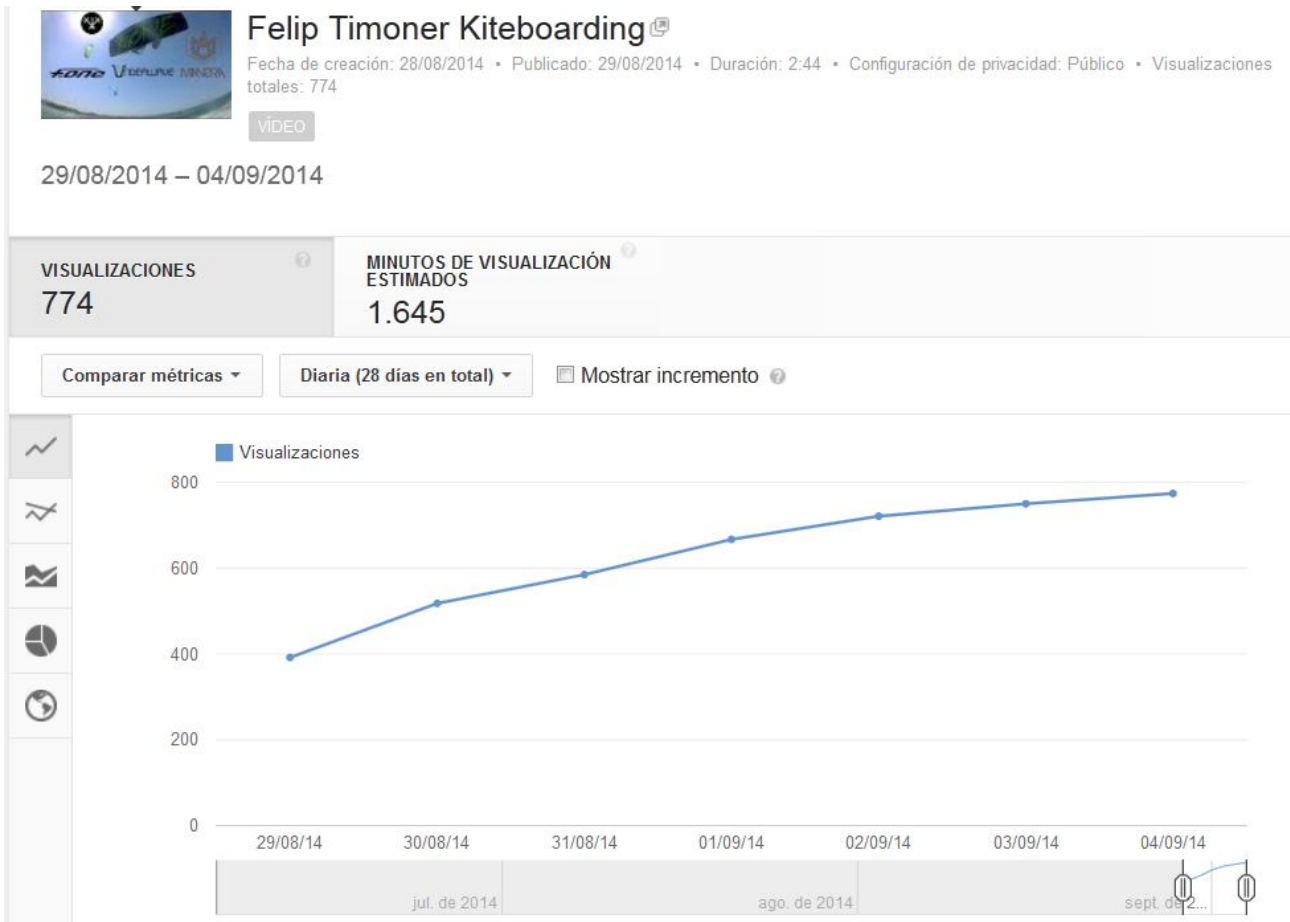 Felip Timoner Kiteboarding
Fecha de creación: 28/08/2014 • Publicado: 29/08/2014 • Duración: 2:44 • Configuración de privacidad: Público • Visualizaciones
totales: 774
VÍDEO
29/08/2014 – 04/09/2014
VISUALIZACIONES
774
MINUTOS DE VISUALIZACIÓN
ESTIMADOS
1.645
Comparar métricas
Diaria (28 días en total)
Mostrar incremento
Visualizaciones
800
600
400
200
0
29/08/14 30/08/14 31/08/14 01/09/14 02/09/14 03/09/14 04/09/14
jul. de 2014 ago. de 2014 sept. de 2...